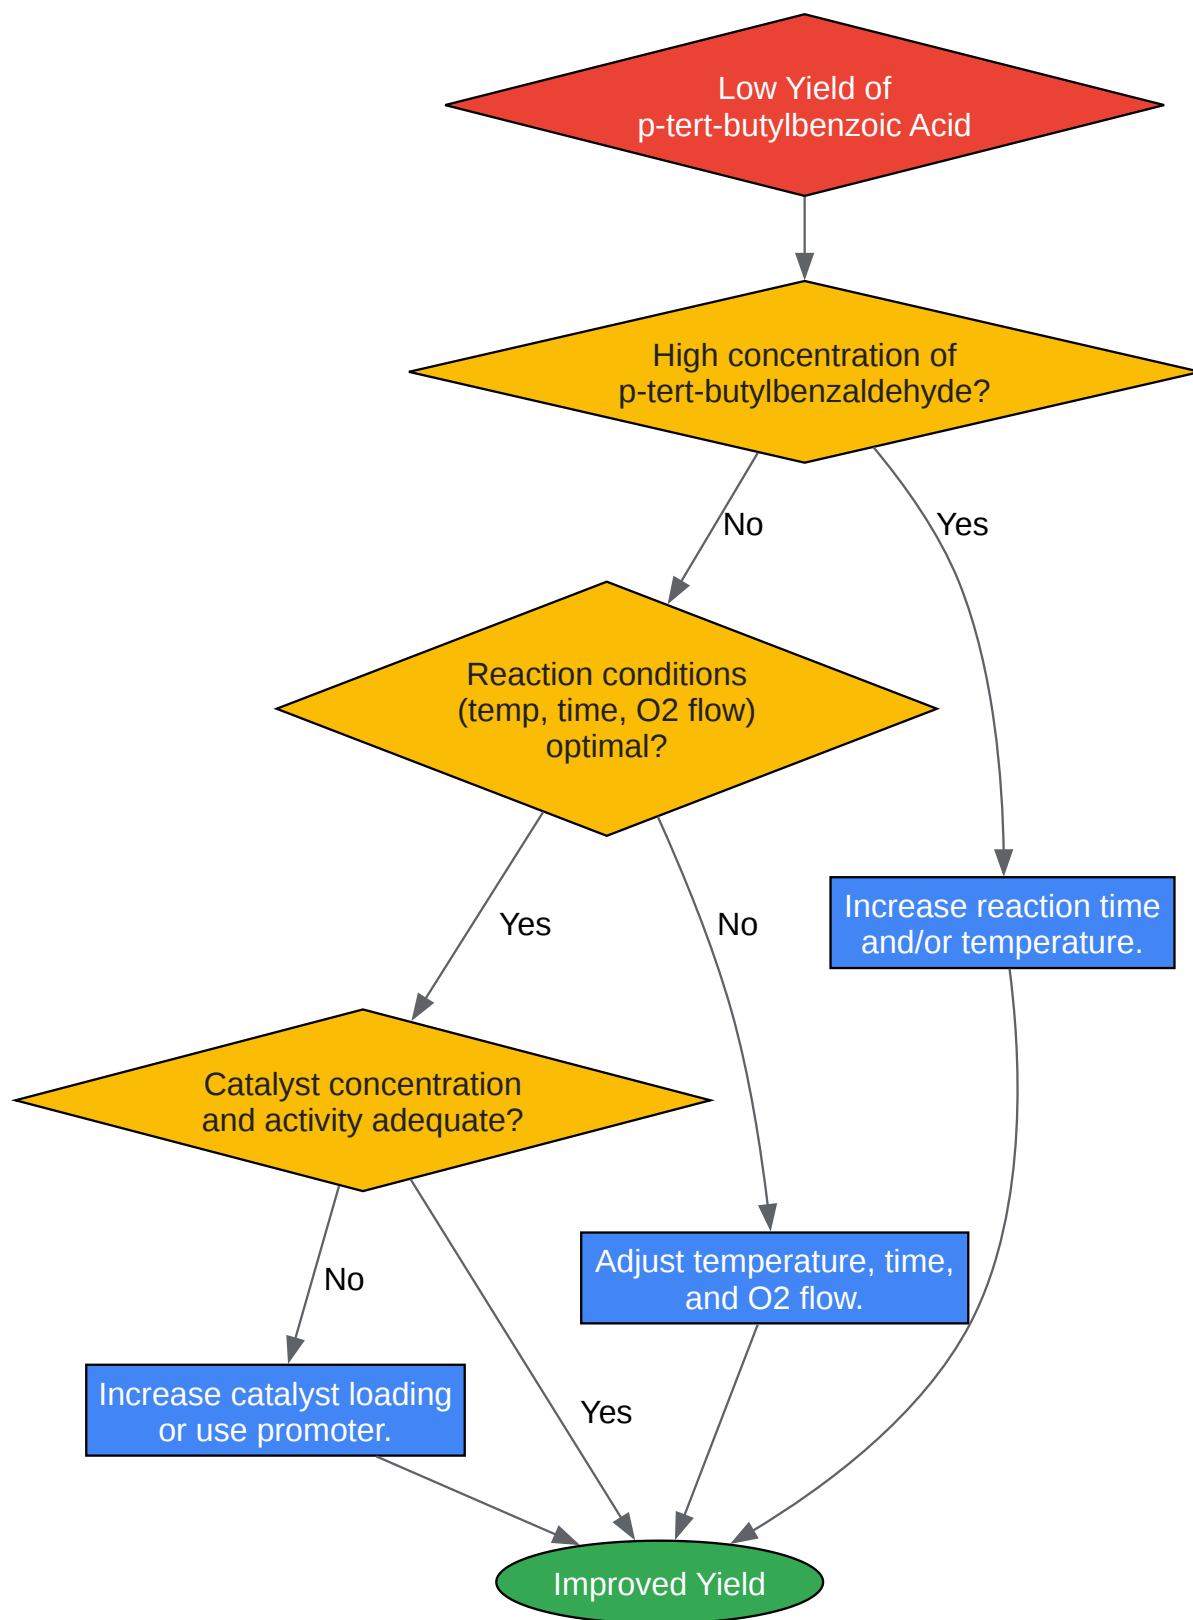 Low Yield of
p-tert-butylbenzoic Acid
High concentration of
p-tert-butylbenzaldehyde?
No
Yes
Reaction conditions
(temp, time, O2 flow)
optimal?
Yes
No
Increase reaction time
and/or temperature.
Catalyst concentration
and activity adequate?
No
Yes
Adjust temperature, time,
and O2 flow.
Increase catalyst loading
or use promoter.
Improved Yield